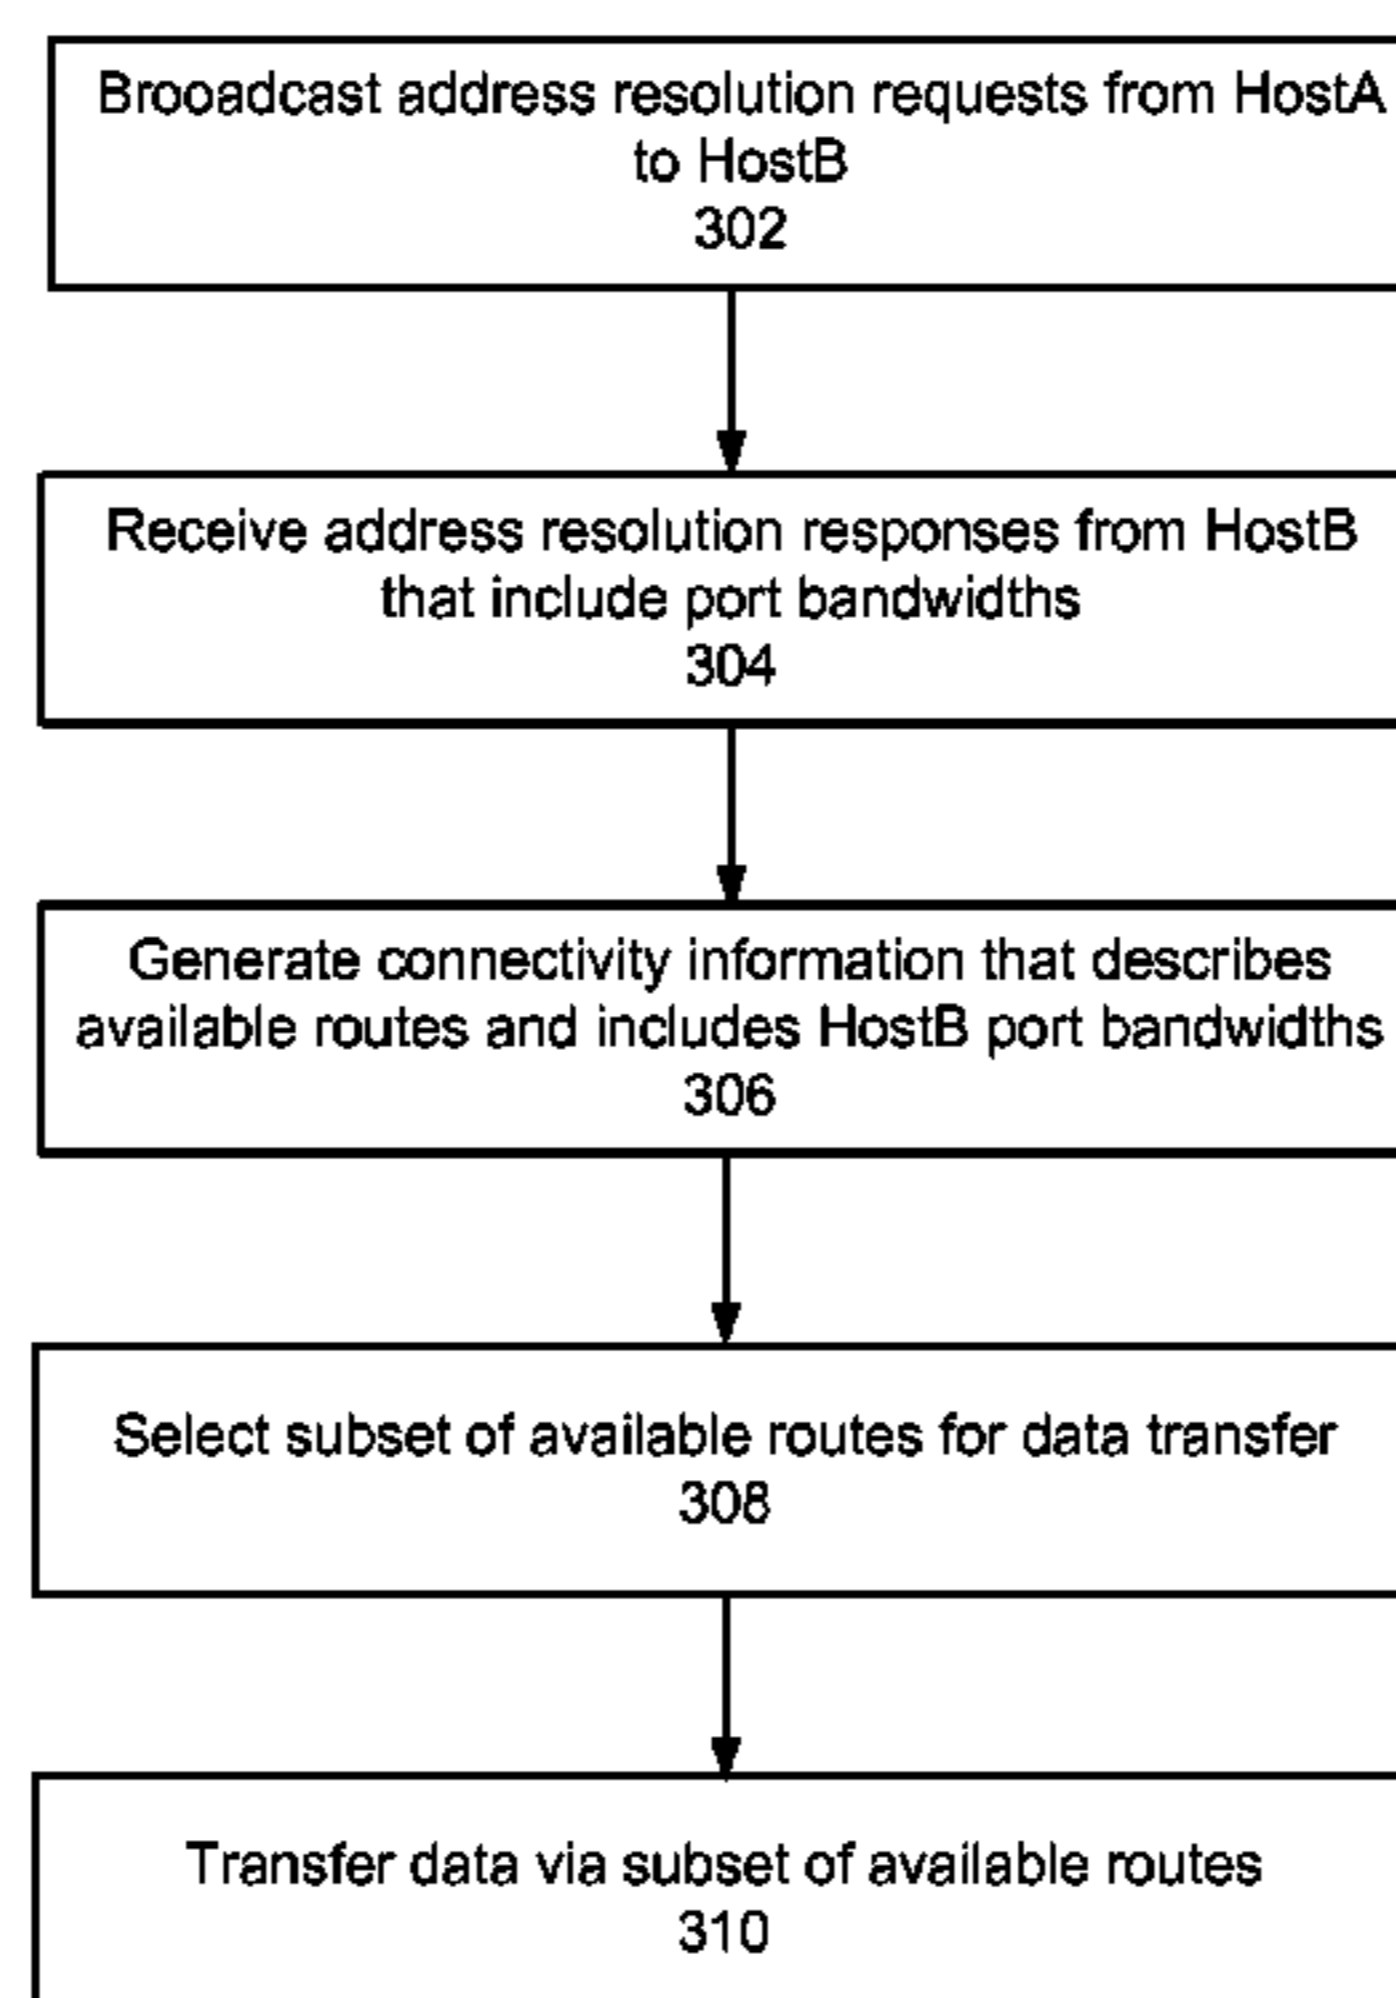 Brooadcast address resolution requests from HostA
to HostB
302
Receive address resolution responses from HostB
that include port bandwidths
304
Generate connectivity information that describes
available routes and includes HostB port bandwidths
306
Select subset of available routes for data transfer
308
Transfer data via subset of available routes
310